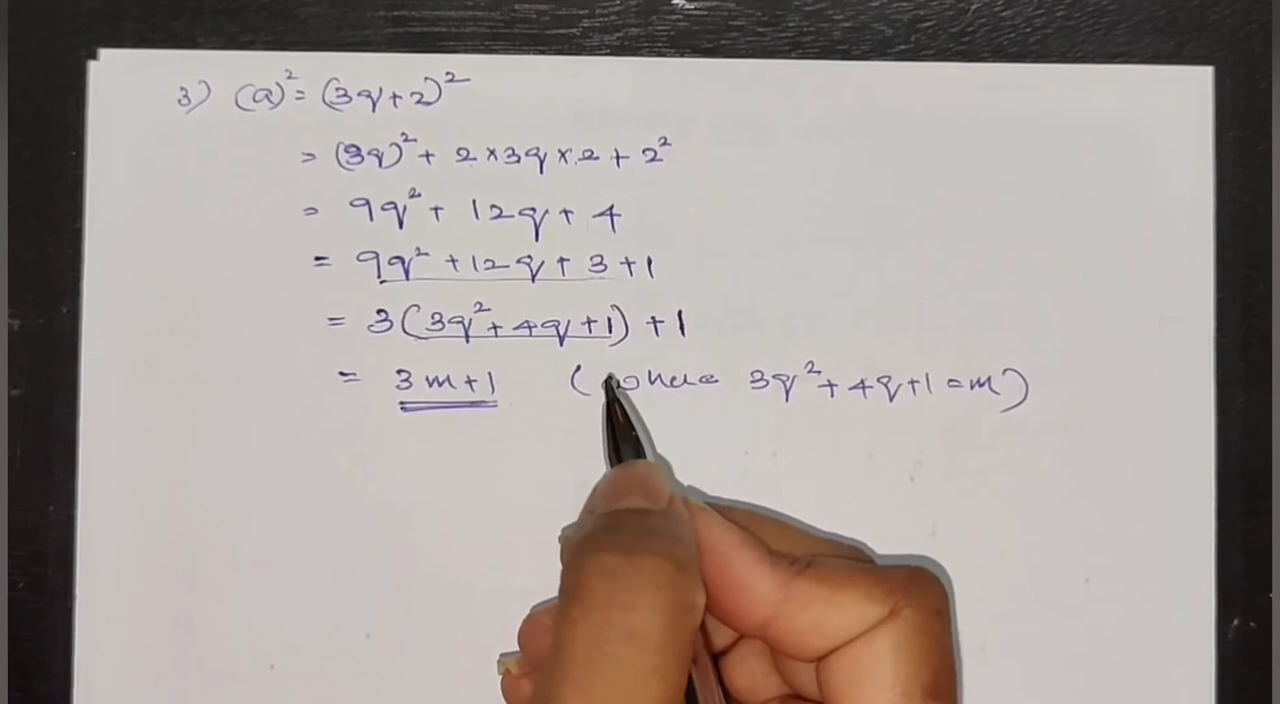 3) (a)² = (3q+2)²
= (3q)² + 2×3q×2 + 2²
= 9q² + 12q + 4
= 9q² + 12q + 3 + 1
= 3(3q² + 4q + 1) + 1
= 3m+1 (where 3q² + 4q + 1 = m)